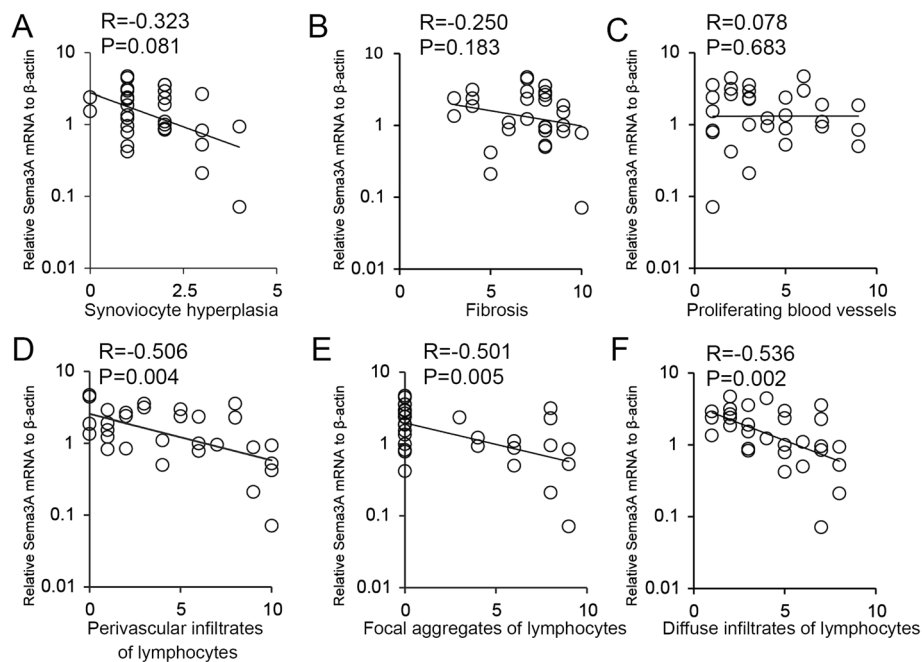 A
R=-0.323
P=0.081
Relative Sema3A mRNA to β-actin
10
1
0.1
0.01
0
2.5
5
Synoviocyte hyperplasia
B
R=-0.250
P=0.183
Relative Sema3A mRNA to β-actin
10
1
0.1
0.01
0
5
10
Fibrosis
C
R=0.078
P=0.683
Relative Sema3A mRNA to β-actin
10
1
0.1
0.01
0
5
10
Proliferating blood vessels
D
R=-0.506
P=0.004
Relative Sema3A mRNA to β-actin
10
1
0.1
0.01
0
5
10
Perivascular infiltrates
of lymphocytes
E
R=-0.501
P=0.005
Relative Sema3A mRNA to β-actin
10
1
0.1
0.01
0
5
10
Focal aggregates of lymphocytes
F
R=-0.536
P=0.002
Relative Sema3A mRNA to β-actin
10
1
0.1
0.01
0
5
10
Diffuse infiltrates of lymphocytes